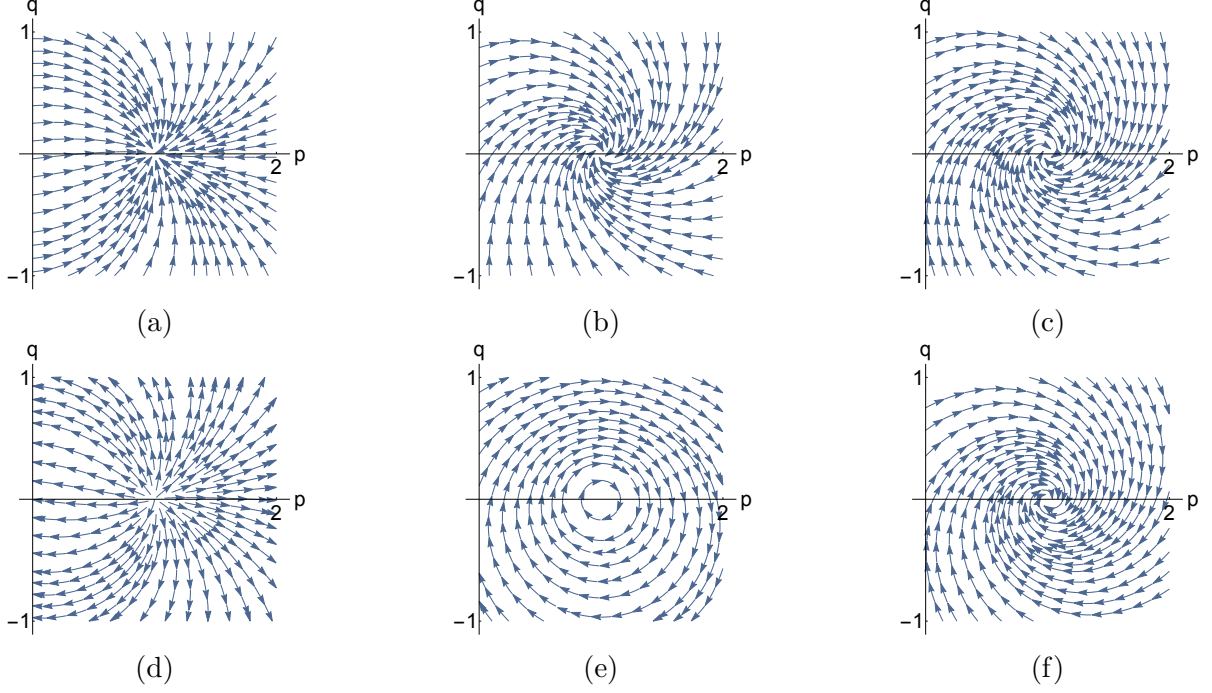 q q q
1 1 1
p p p
2 2 2
−1 −1 −1
(a) (b) (c)
q q q
1 1 1
p p p
2 2 2
−1 −1 −1
(d) (e) (f)